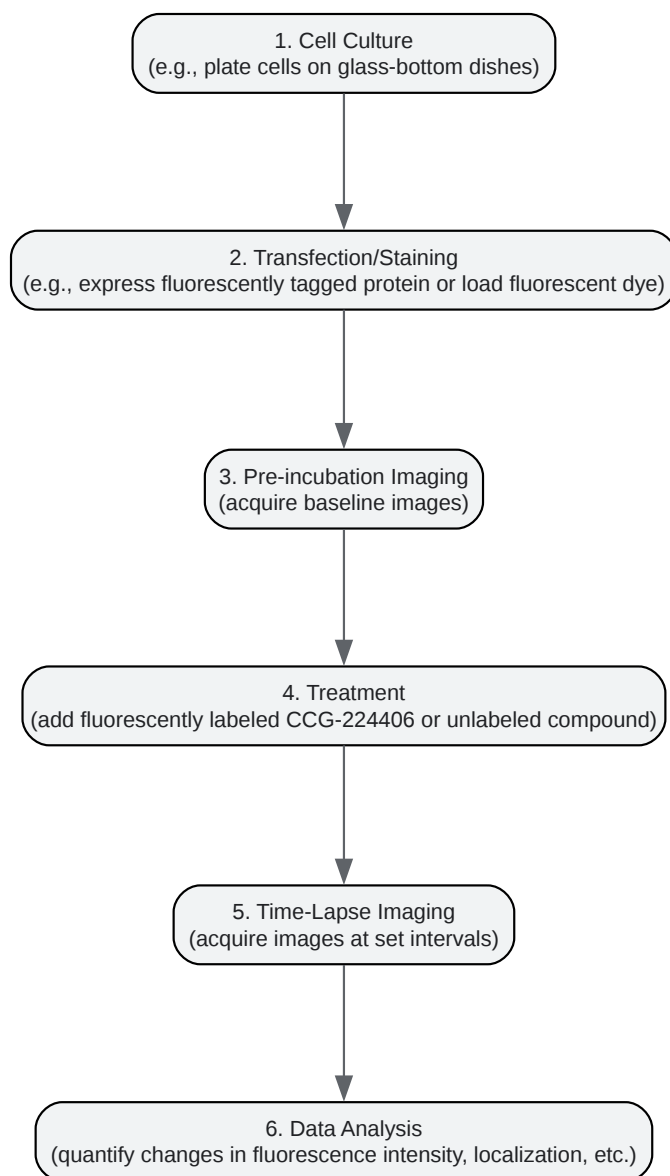 1. Cell Culture
(e.g., plate cells on glass-bottom dishes)
2. Transfection/Staining
(e.g., express fluorescently tagged protein or load fluorescent dye)
3. Pre-incubation Imaging
(acquire baseline images)
4. Treatment
(add fluorescently labeled CCG-224406 or unlabeled compound)
5. Time-Lapse Imaging
(acquire images at set intervals)
6. Data Analysis
(quantify changes in fluorescence intensity, localization, etc.)